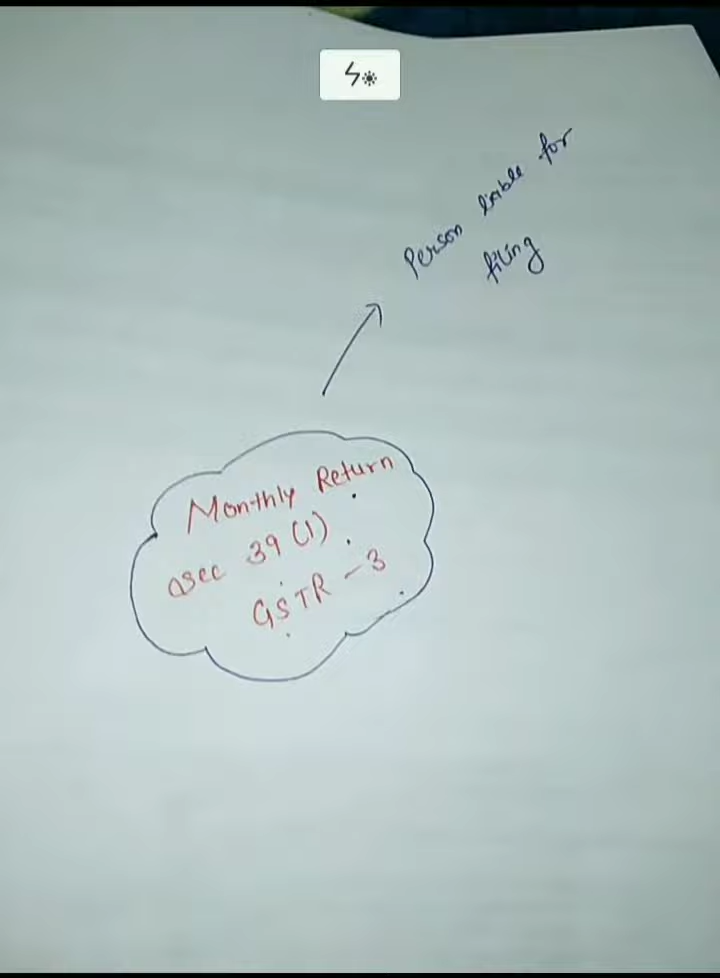 Person liable for
filing
Monthly Return
sec 39 (1)
GSTR - 3